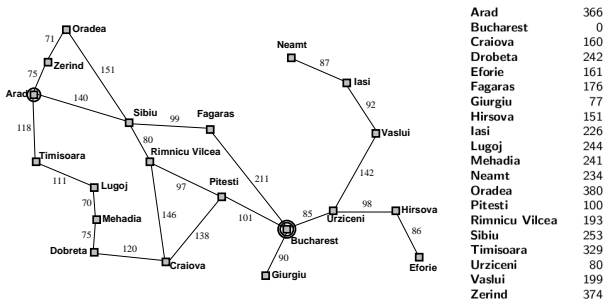 Oradea
71
Neamt
Zerind
87
75
151
Iasi
Arad
140
92
Sibiu
99
Fagaras
118
Vaslui
80
Timisoara
Rimnicu Vilcea
111
211
142
Lugoj
97
Pitesti
70
98
Hirsova
Mehadia
146
101
85
Urziceni
75
138
86
Bucharest
Dobreta
120
90
Craiova
Eforie
Giurgiu
Arad 366
Bucharest 0
Craiova 160
Drobeta 242
Eforie 161
Fagaras 176
Giurgiu 77
Hirsova 151
Iasi 226
Lugoj 244
Mehadia 241
Neamt 234
Oradea 380
Pitesti 100
Rimnicu Vilcea 193
Sibiu 253
Timisoara 329
Urziceni 80
Vaslui 199
Zerind 374